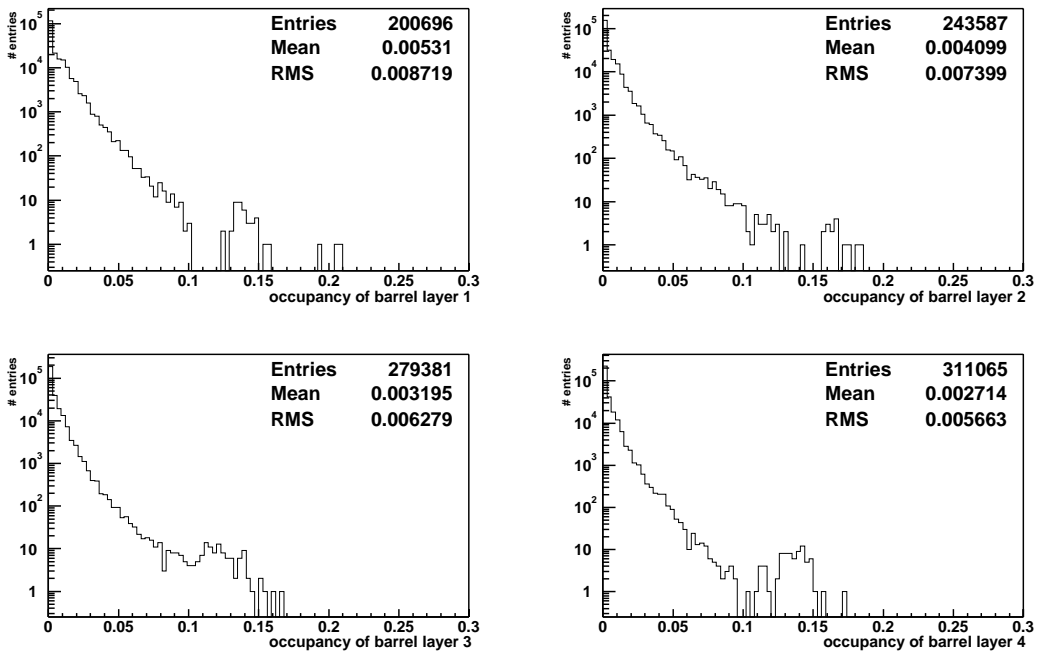 # entries
10^5
10^4
10^3
10^2
10
1
Entries 200696
Mean 0.00531
RMS 0.008719
0 0.05 0.1 0.15 0.2 0.25 0.3
occupancy of barrel layer 1
# entries
10^5
10^4
10^3
10^2
10
1
Entries 243587
Mean 0.004099
RMS 0.007399
0 0.05 0.1 0.15 0.2 0.25 0.3
occupancy of barrel layer 2
# entries
10^5
10^4
10^3
10^2
10
1
Entries 279381
Mean 0.003195
RMS 0.006279
0 0.05 0.1 0.15 0.2 0.25 0.3
occupancy of barrel layer 3
# entries
10^5
10^4
10^3
10^2
10
1
Entries 311065
Mean 0.002714
RMS 0.005663
0 0.05 0.1 0.15 0.2 0.25 0.3
occupancy of barrel layer 4